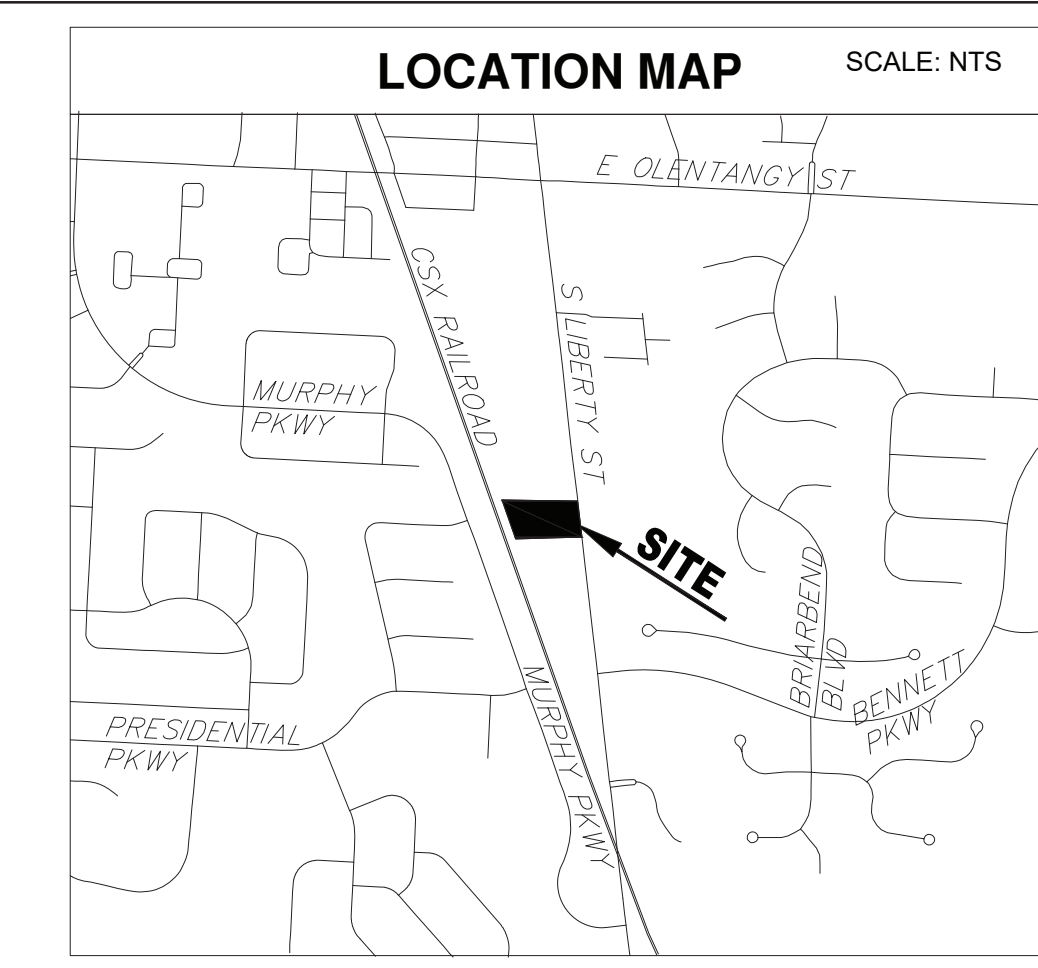 LOCATION MAP
SCALE: NTS
E OLENTANGY ST
CSX RAILROAD
S LIBERTY ST
MURPHY
PKWY
SITE
BRIARBEND
BLVD
BENNETT
PKWY
MURPHY PKWY
PRESIDENTIAL
PKWY